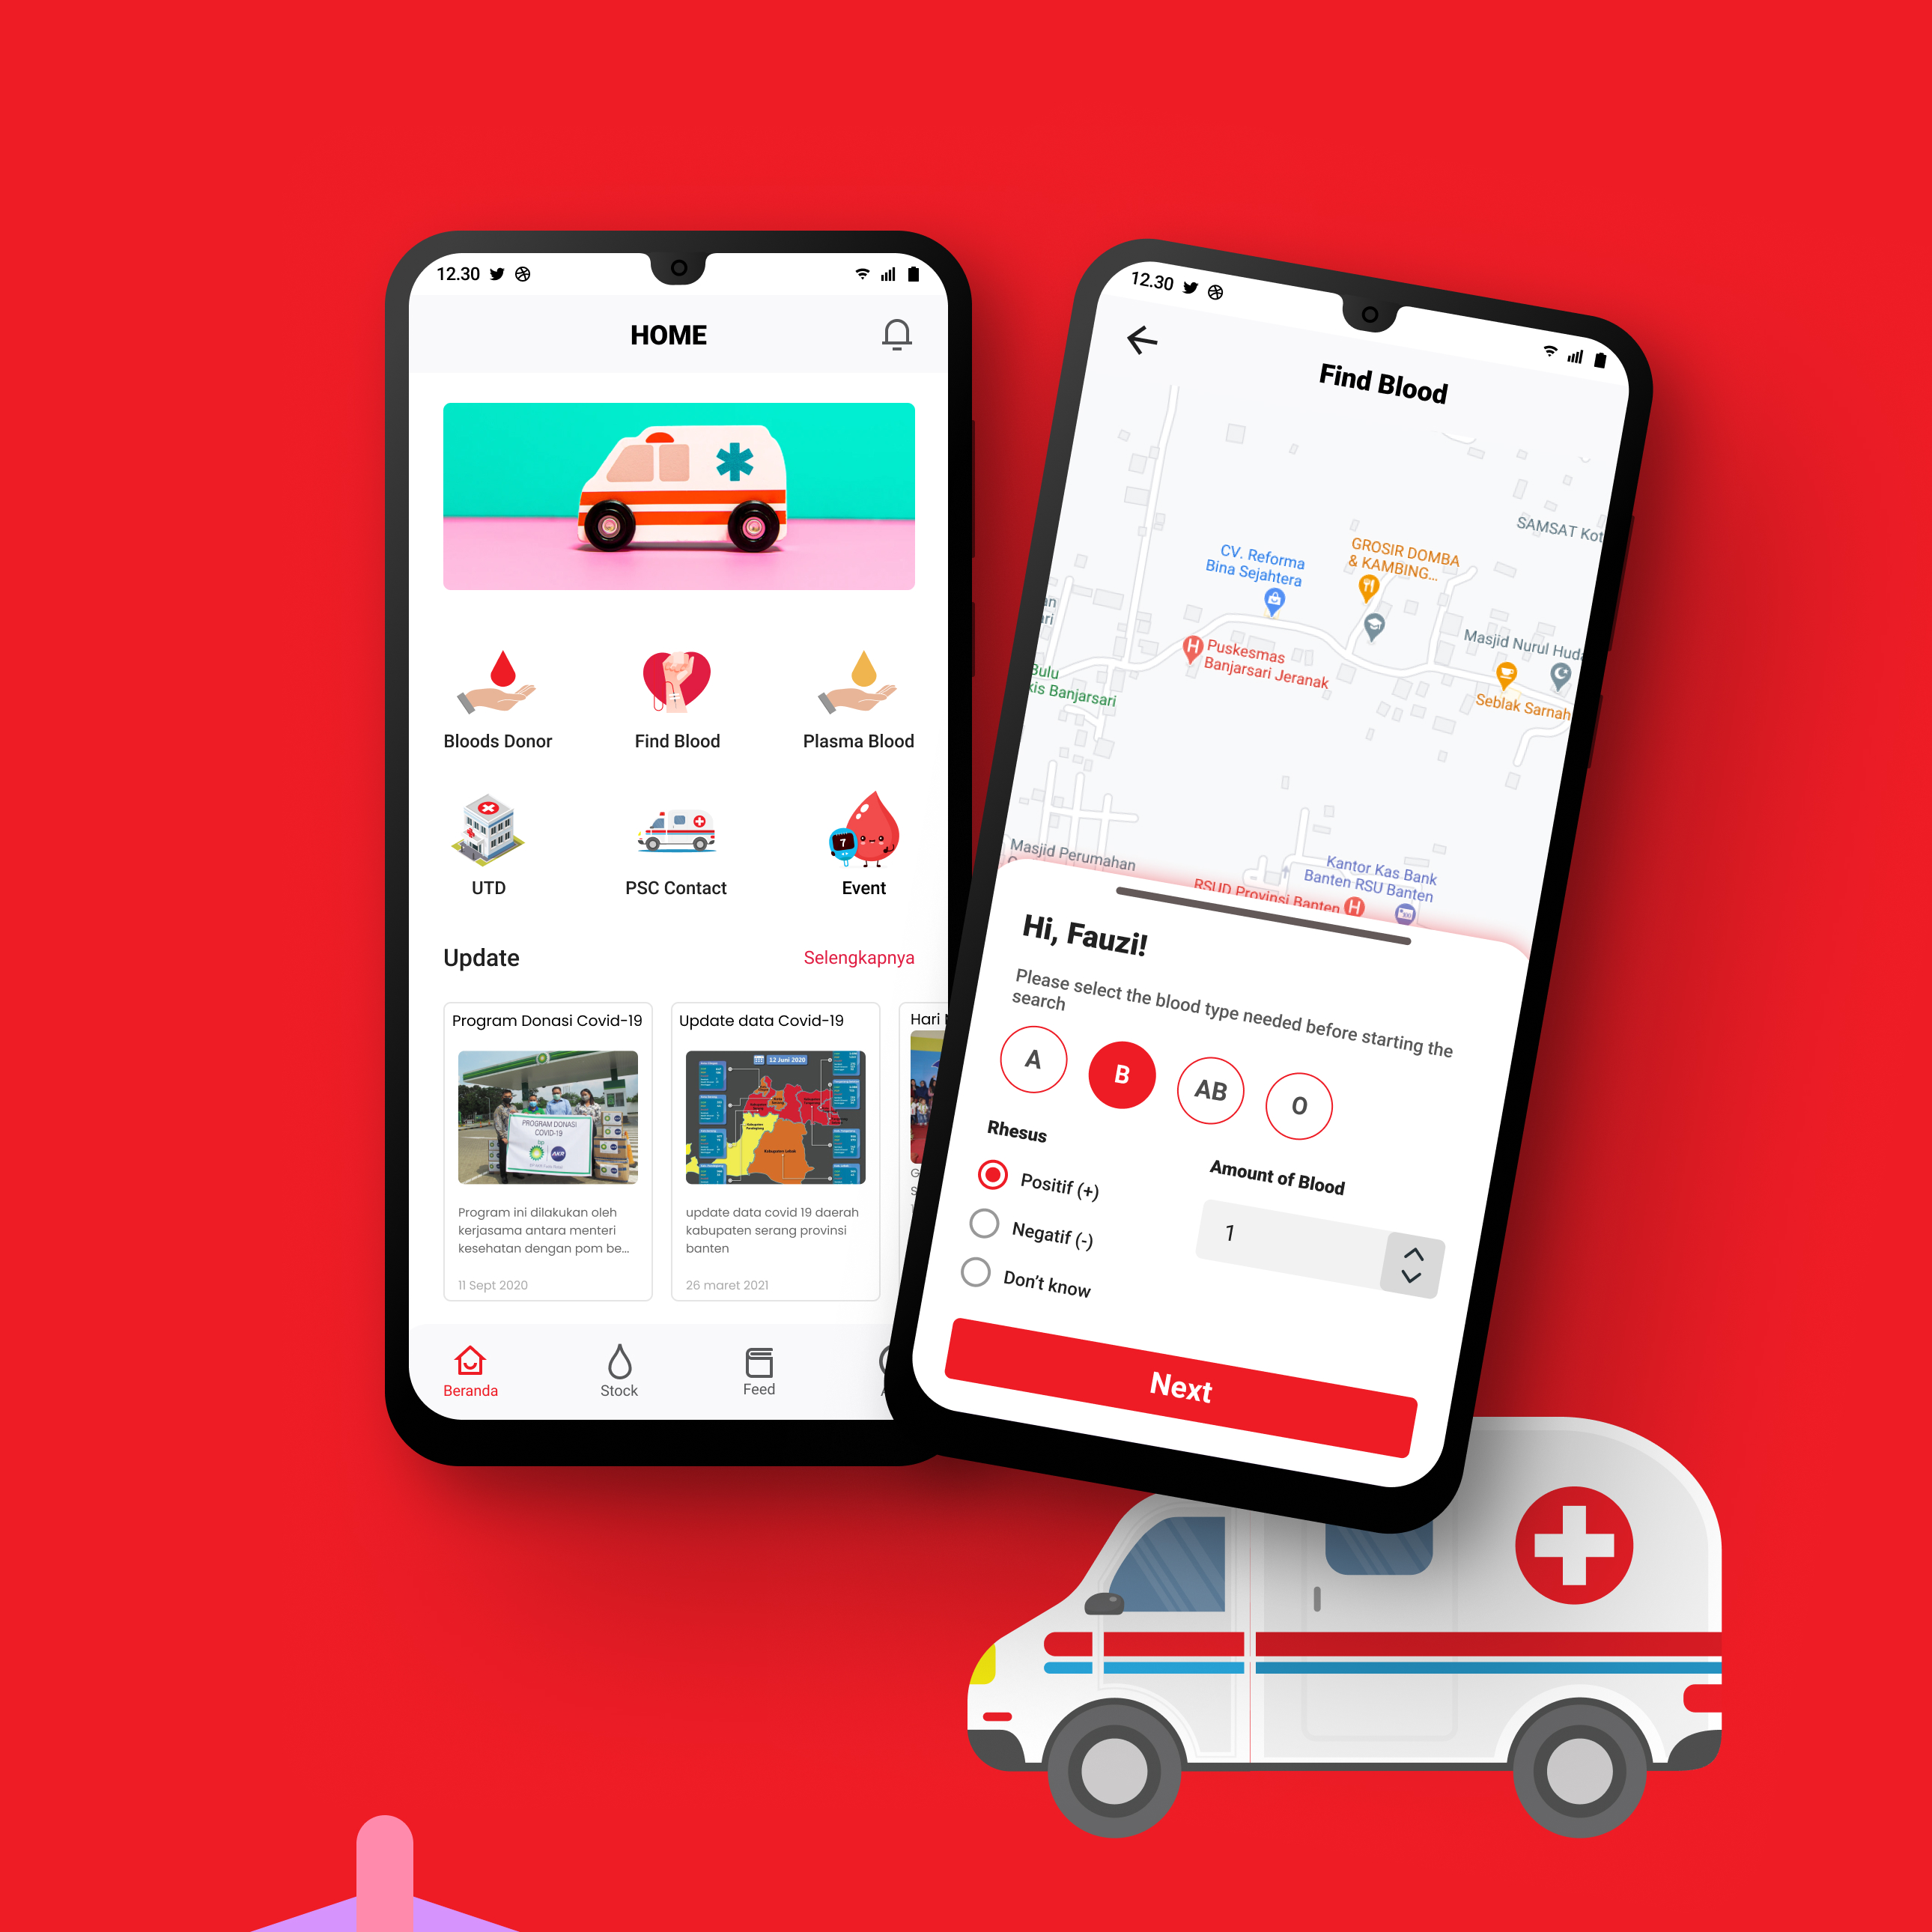 12.30
HOME
Bloods Donor
Find Blood
Plasma Blood
UTD
PSC Contact
7
Event
Update
Selengkapnya
Program Donasi Covid-19
PROGRAM DONASI
COVID-19
bp
AKR
Program ini dilakukan oleh
kerjasama antara menteri
kesehatan dengan pom be...
11 Sept 2020
Update data Covid-19
12 Juni 2020
update data covid 19 daerah
kabupaten serang provinsi
banten
26 maret 2021
Hari
Beranda
Stock
Feed
12.30
Find Blood
SAMSAT Kot
CV. Reforma
Bina Sejahtera
GROSIR DOMBA
& KAMBING...
an
ari
Puskesmas
Banjarsari Jeranak
Masjid Nurul Huda
Seblak Sarnah
Bulu
kis Banjarsari
Masjid Perumahan
Kantor Kas Bank
Banten RSU Banten
RSUD Provinsi Banten
H
Hi, Fauzi!
Please select the blood type needed before starting the
search
A
B
AB
O
Rhesus
Positif (+)
Negatif (-)
Don't know
Amount of Blood
1
Next